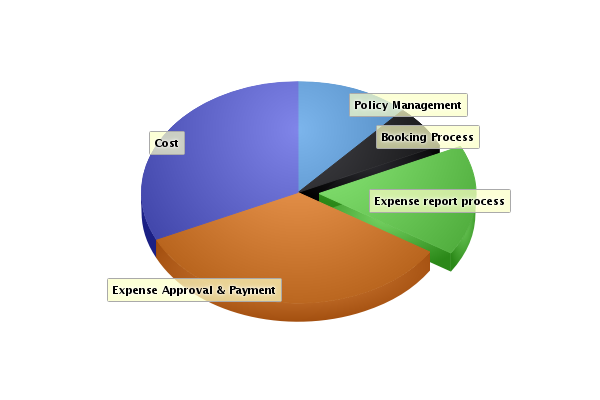 Policy Management
Booking Process
Cost
Expense report process
Expense Approval & Payment